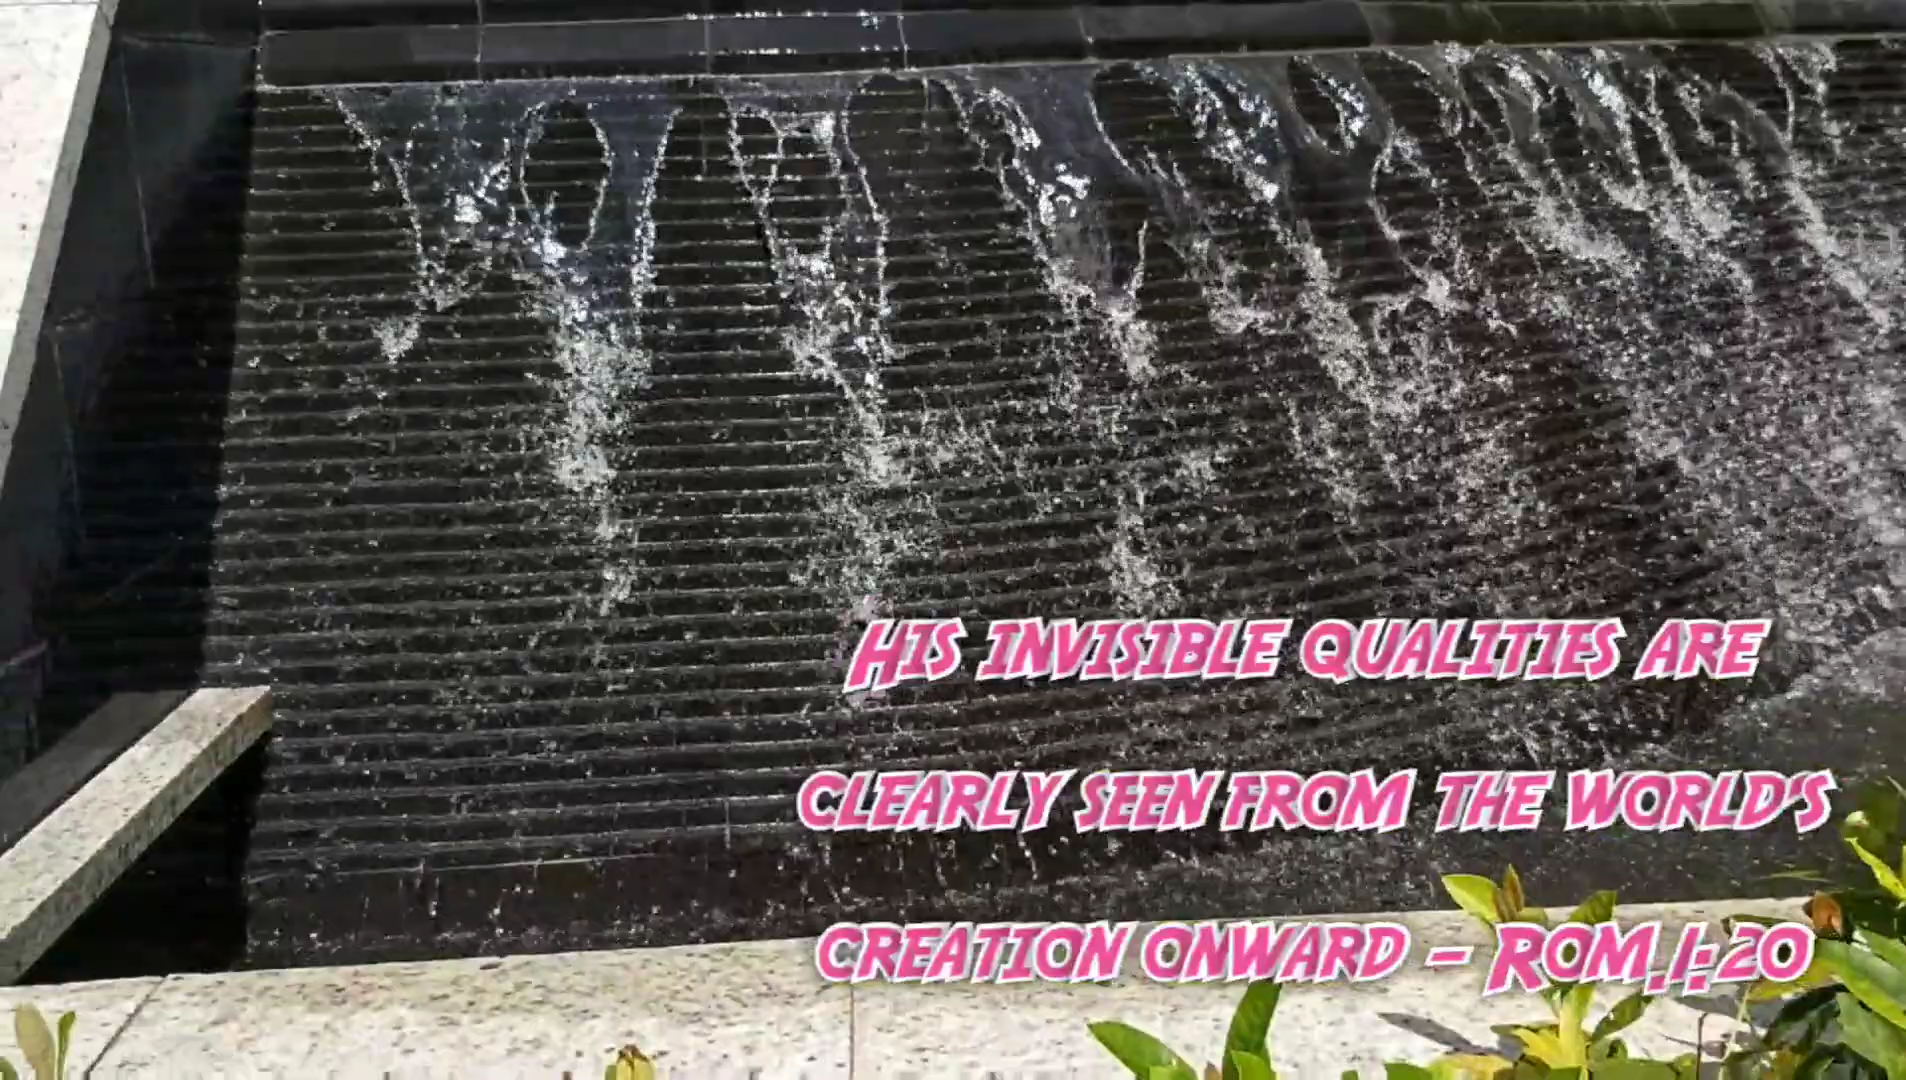 His invisible qualities are
clearly seen from the world's
creation onward - Rom.1:20